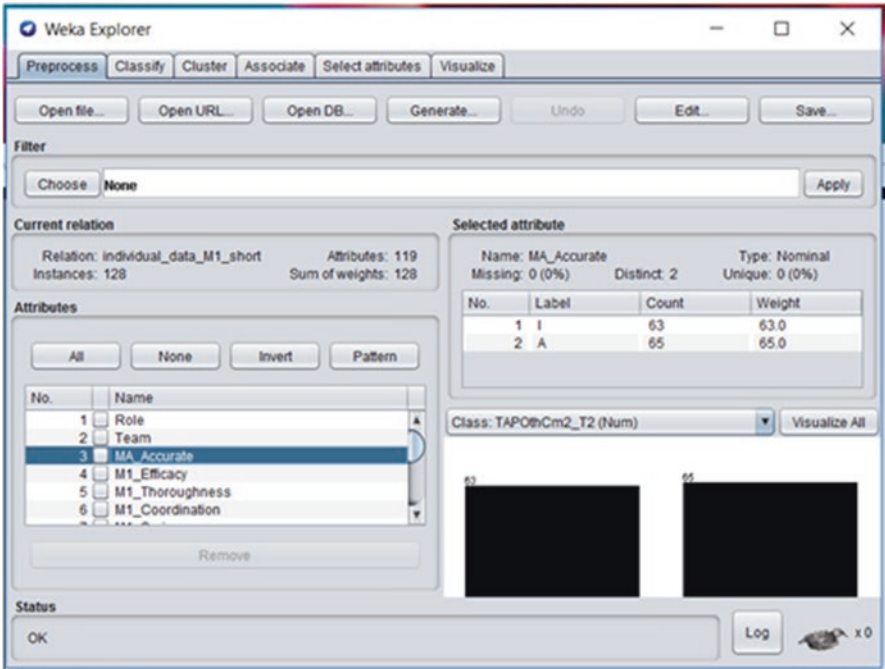 Weka Explorer
Preprocess Classify Cluster Associate Select attributes Visualize
Open file... Open URL... Open DB... Generate... Undo Edit... Save...
Filter
Choose None Apply
Current relation
Relation: individual_data_M1_short Attributes: 119
Instances: 128 Sum of weights: 128
Attributes
All None Invert Pattern
No. Name
1 Role
2 Team
3 MA_Accurate
4 M1_Efficacy
5 M1_Thoroughness
6 M1_Coordination
Remove
Selected attribute
Name: MA_Accurate Type: Nominal
Missing: 0 (0%) Distinct: 2 Unique: 0 (0%)
No. Label Count Weight
1 I 63 63.0
2 A 65 65.0
Class: TAPOthCm2_T2 (Num) Visualize All
63 65
Status
OK
Log x 0